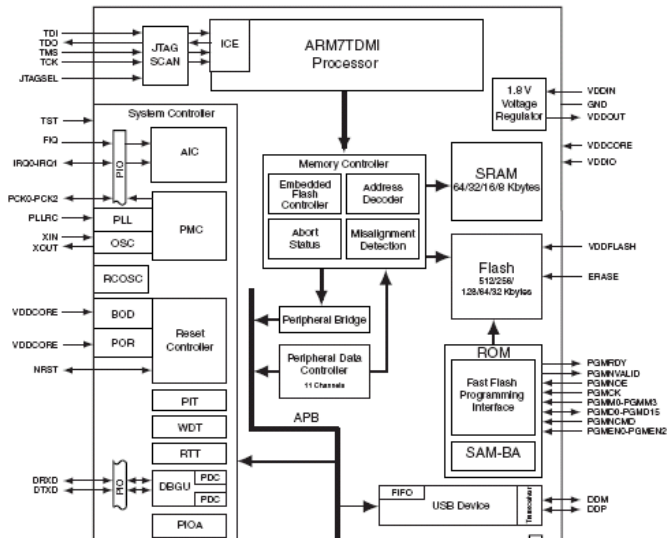 TDI
TDO
TMS
TCK
JTAGSEL
JTAG
SCAN
ICE
ARM7TDMI
Processor
1.8 V
Voltage
Regulator
VDDIN
GND
VDDOUT
VDDCORE
VDDIO
System Controller
TST
FIQ
IRQ0-IRQ1
PIO
AIC
PCK0-PCK2
PLLRC
XIN
XOUT
PLL
OSC
PMC
RCOSC
VDDCORE
BOD
VDDCORE
POR
Reset
Controller
NRST
PIT
WDT
RTT
DRXD
DTXD
PIO
DBGU
PDC
PDC
PIOA
Memory Controller
Embedded
Flash
Controller
Address
Decoder
Abort
Status
Misalignment
Detection
SRAM
64/32/16/8 Kbytes
Flash
512/256/
128/64/32 Kbytes
VDDFLASH
ERASE
Peripheral Bridge
Peripheral Data
Controller
11 Channels
APB
ROM
Fast Flash
Programming
Interface
SAM-BA
PGMRDY
PGMNVALID
PGMNOE
PGMCK
PGMM0-PGMM3
PGMD0-PGMD15
PGMNCMD
PGMEN0-PGMEN2
FIFO
USB Device
Transceiver
DDM
DDP